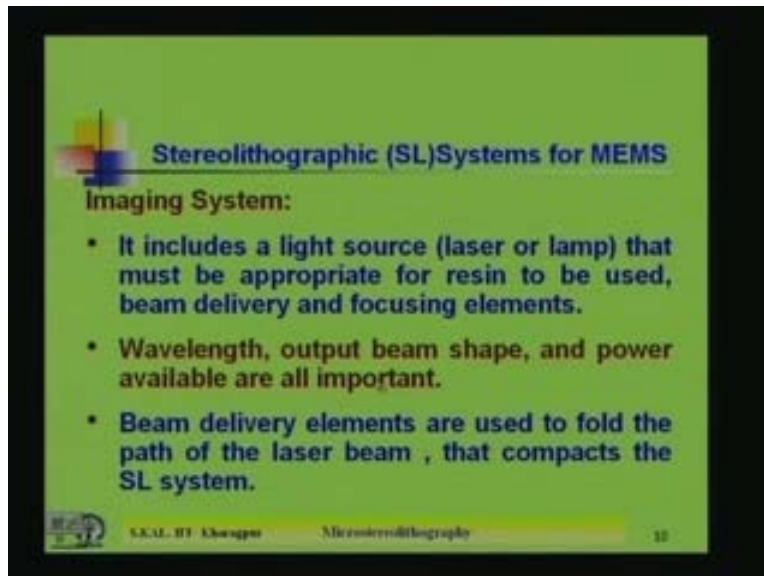 Stereolithographic (SL)Systems for MEMS
Imaging System:
• It includes a light source (laser or lamp) that
must be appropriate for resin to be used,
beam delivery and focusing elements.
• Wavelength, output beam shape, and power
available are all important.
• Beam delivery elements are used to fold the
path of the laser beam , that compacts the
SL system.
S.KAL. IIT- Kharagpur Microstereolithography 10